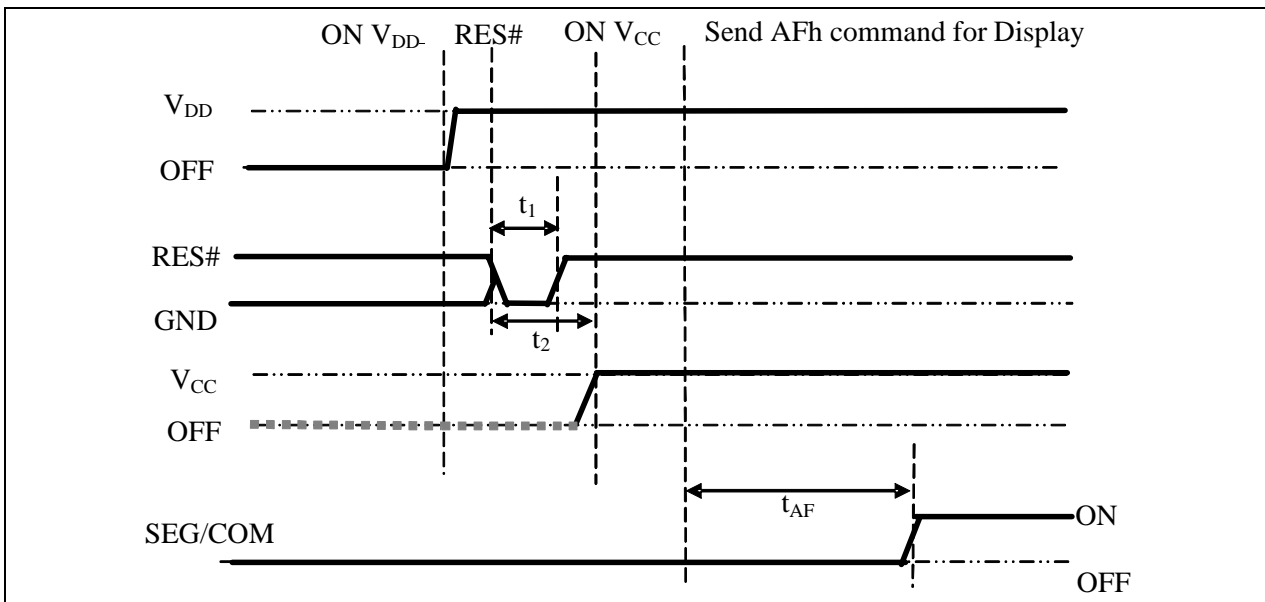 ON VDD- RES# ON VCC Send AFh command for Display
VDD
OFF
t1
RES#
GND
t2
VCC
OFF
tAF
ON
SEG/COM
OFF